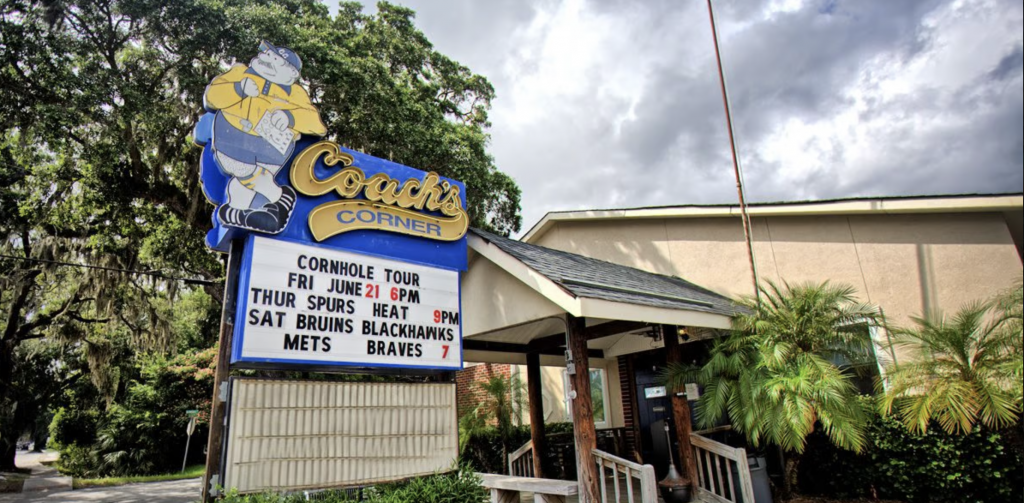 Coach's
CORNER
CORNHOLE TOUR
FRI JUNE 21 6PM
THUR SPURS HEAT 9PM
SAT BRUINS BLACKHAWKS
METS BRAVES 7